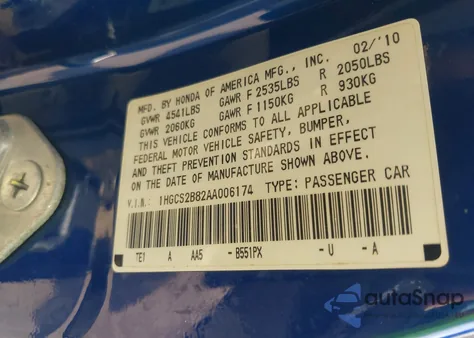 MFD. BY HONDA OF AMERICA MFG., INC. 02/'10
GVWR 4541LBS GAWR F 2535LBS R 2050LBS
GVWR 2060KG GAWR F 1150KG R 930KG
THIS VEHICLE CONFORMS TO ALL APPLICABLE
FEDERAL MOTOR VEHICLE SAFETY, BUMPER,
AND THEFT PREVENTION STANDARDS IN EFFECT
ON THE DATE OF MANUFACTURE SHOWN ABOVE.
V.I.N.: 1HGCS2B82AA006174 TYPE: PASSENGER CAR
TE1 A AA5 - B551PX - U - A
autoSnap